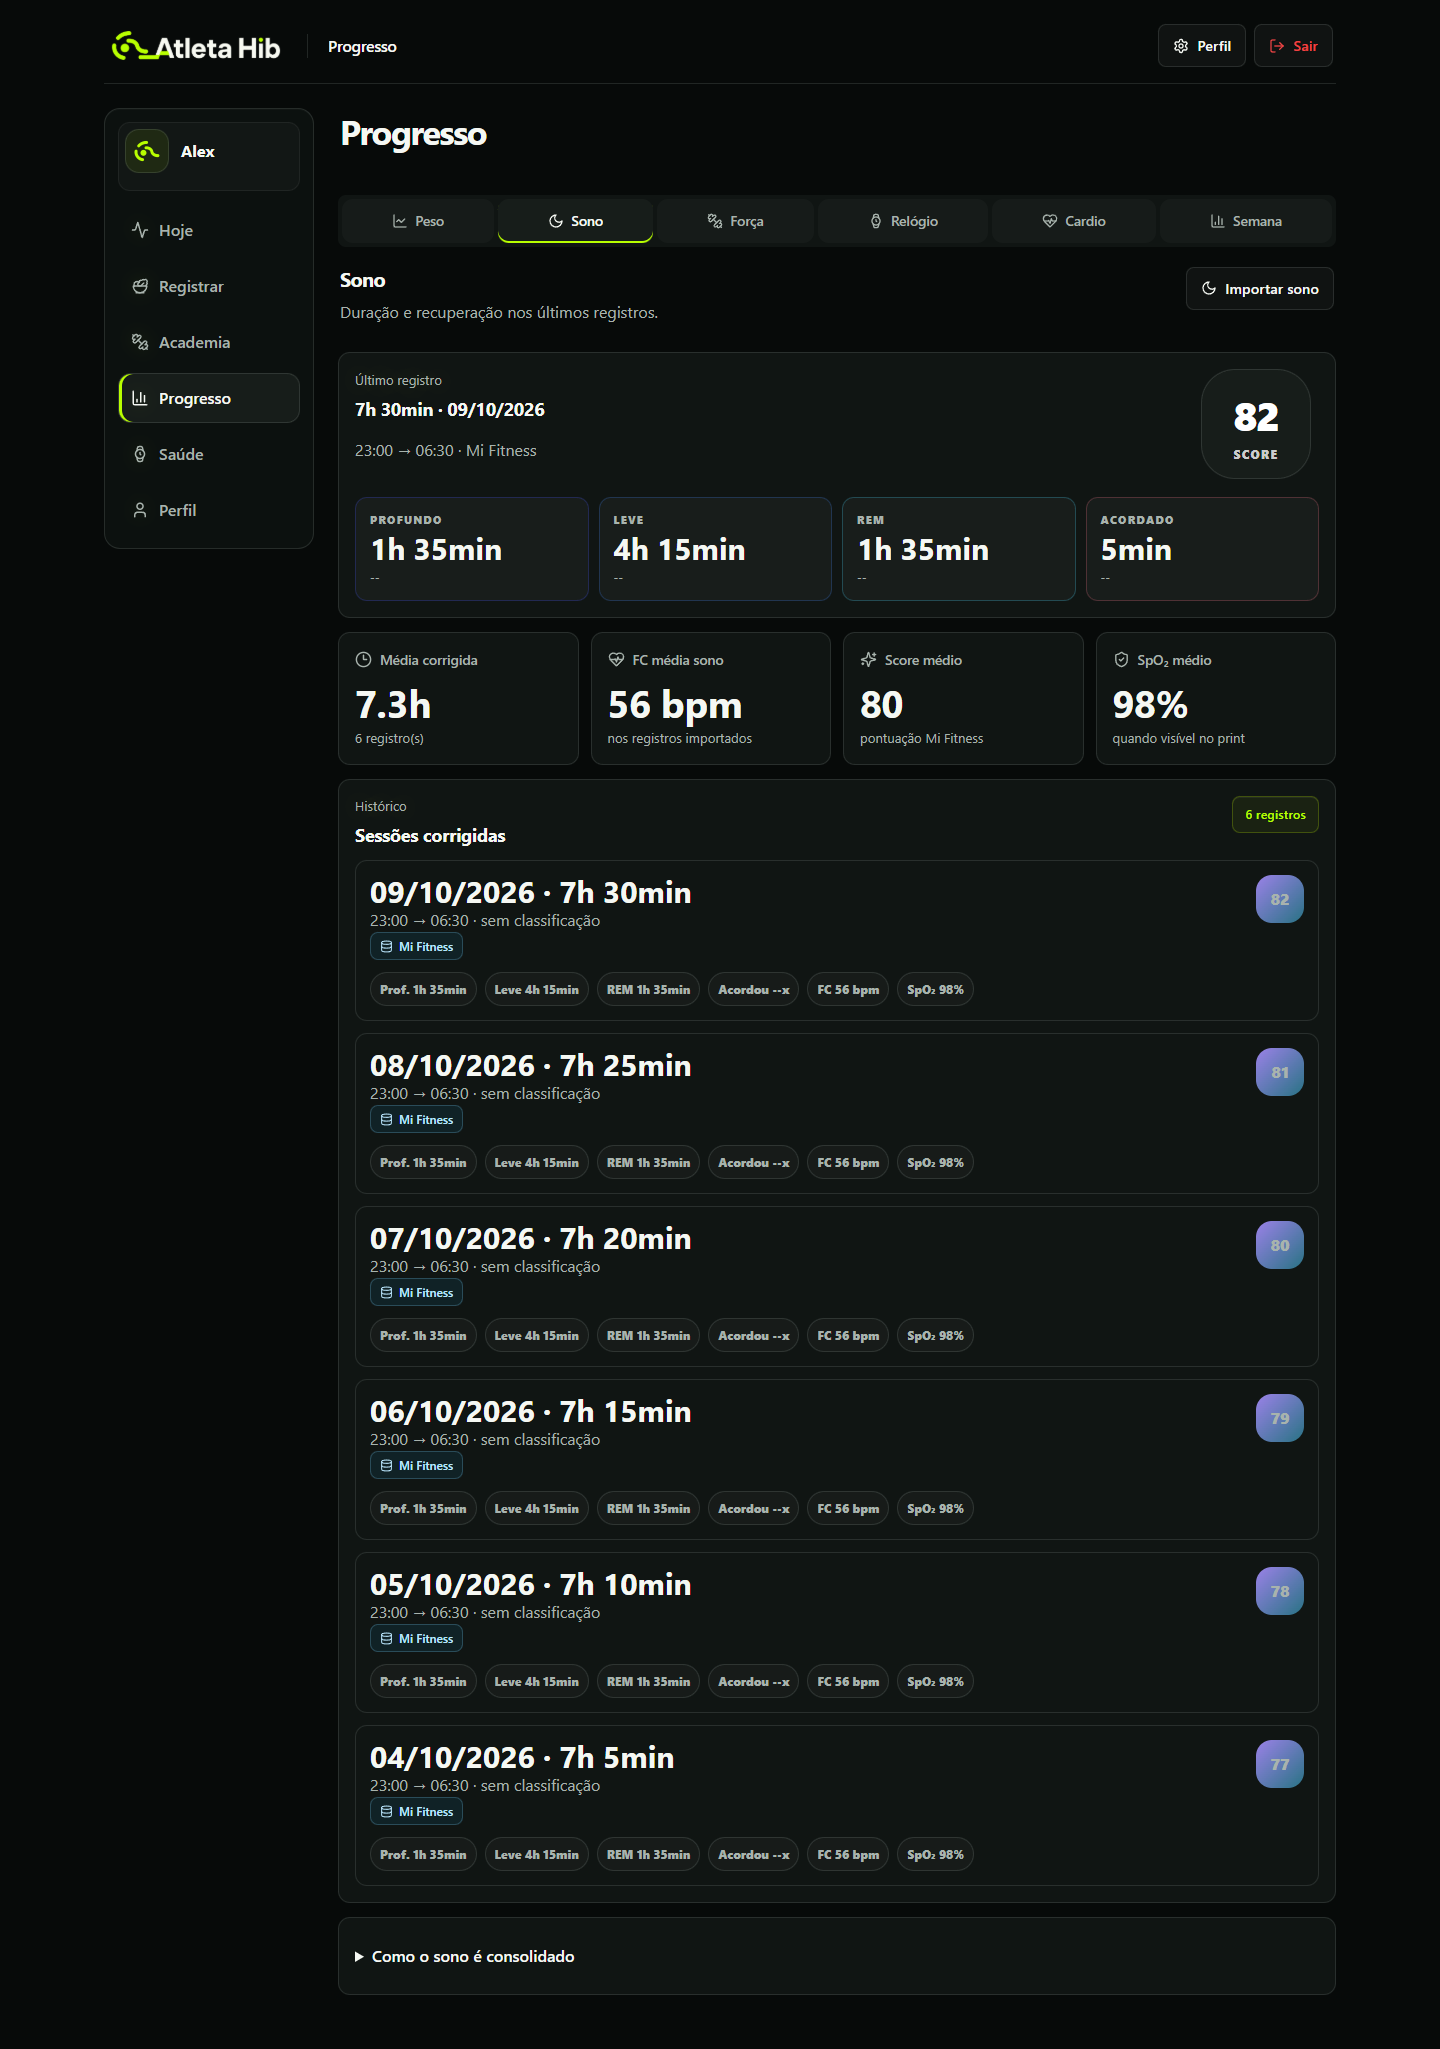 Atleta Hib
Progresso
Perfil
Sair
Alex
Hoje
Registrar
Academia
Progresso
Saúde
Perfil
Progresso
Peso
Sono
Força
Relógio
Cardio
Semana
Sono
Duração e recuperação nos últimos registros.
Importar sono
Último registro
7h 30min · 09/10/2026
23:00 → 06:30 · Mi Fitness
82
SCORE
PROFUNDO
1h 35min
--
LEVE
4h 15min
--
REM
1h 35min
--
ACORDADO
5min
--
Média corrigida
7.3h
6 registro(s)
FC média sono
56 bpm
nos registros importados
Score médio
80
pontuação Mi Fitness
SpO₂ médio
98%
quando visível no print
Histórico
Sessões corrigidas
6 registros
09/10/2026 · 7h 30min
82
23:00 → 06:30 · sem classificação
Mi Fitness
Prof. 1h 35min Leve 4h 15min REM 1h 35min Acordou --x FC 56 bpm SpO₂ 98%
08/10/2026 · 7h 25min
81
23:00 → 06:30 · sem classificação
Mi Fitness
Prof. 1h 35min Leve 4h 15min REM 1h 35min Acordou --x FC 56 bpm SpO₂ 98%
07/10/2026 · 7h 20min
80
23:00 → 06:30 · sem classificação
Mi Fitness
Prof. 1h 35min Leve 4h 15min REM 1h 35min Acordou --x FC 56 bpm SpO₂ 98%
06/10/2026 · 7h 15min
79
23:00 → 06:30 · sem classificação
Mi Fitness
Prof. 1h 35min Leve 4h 15min REM 1h 35min Acordou --x FC 56 bpm SpO₂ 98%
05/10/2026 · 7h 10min
78
23:00 → 06:30 · sem classificação
Mi Fitness
Prof. 1h 35min Leve 4h 15min REM 1h 35min Acordou --x FC 56 bpm SpO₂ 98%
04/10/2026 · 7h 5min
77
23:00 → 06:30 · sem classificação
Mi Fitness
Prof. 1h 35min Leve 4h 15min REM 1h 35min Acordou --x FC 56 bpm SpO₂ 98%
Como o sono é consolidado